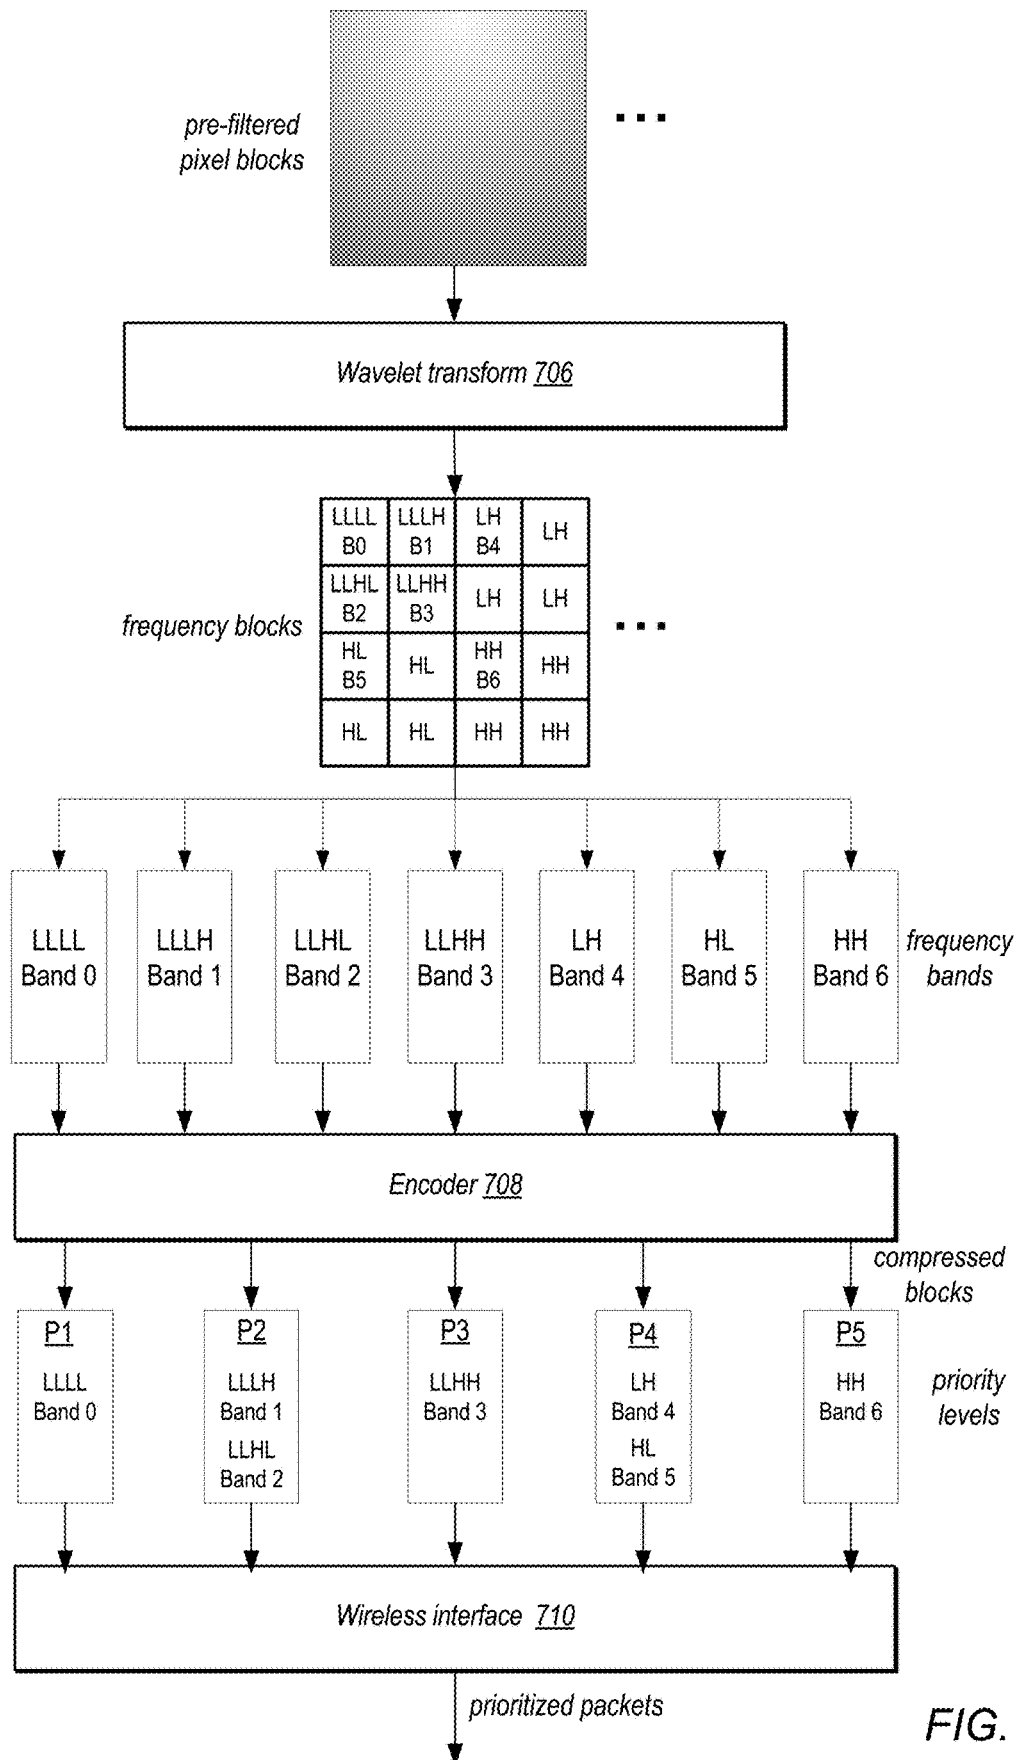 pre-filtered
pixel blocks
Wavelet transform 706
LLLL
B0
LLLH
B1
LH
B4
LH
LLHL
B2
LLHH
B3
LH
LH
frequency blocks
HL
B5
HL
HH
B6
HH
HL
HL
HH
HH
LLLL
Band 0
LLLH
Band 1
LLHL
Band 2
LLHH
Band 3
LH
Band 4
HL
Band 5
HH
Band 6
frequency
bands
Encoder 708
compressed
blocks
P1
LLLL
Band 0
P2
LLLH
Band 1
LLHL
Band 2
P3
LLHH
Band 3
P4
LH
Band 4
HL
Band 5
P5
HH
Band 6
priority
levels
Wireless interface 710
prioritized packets
FIG.